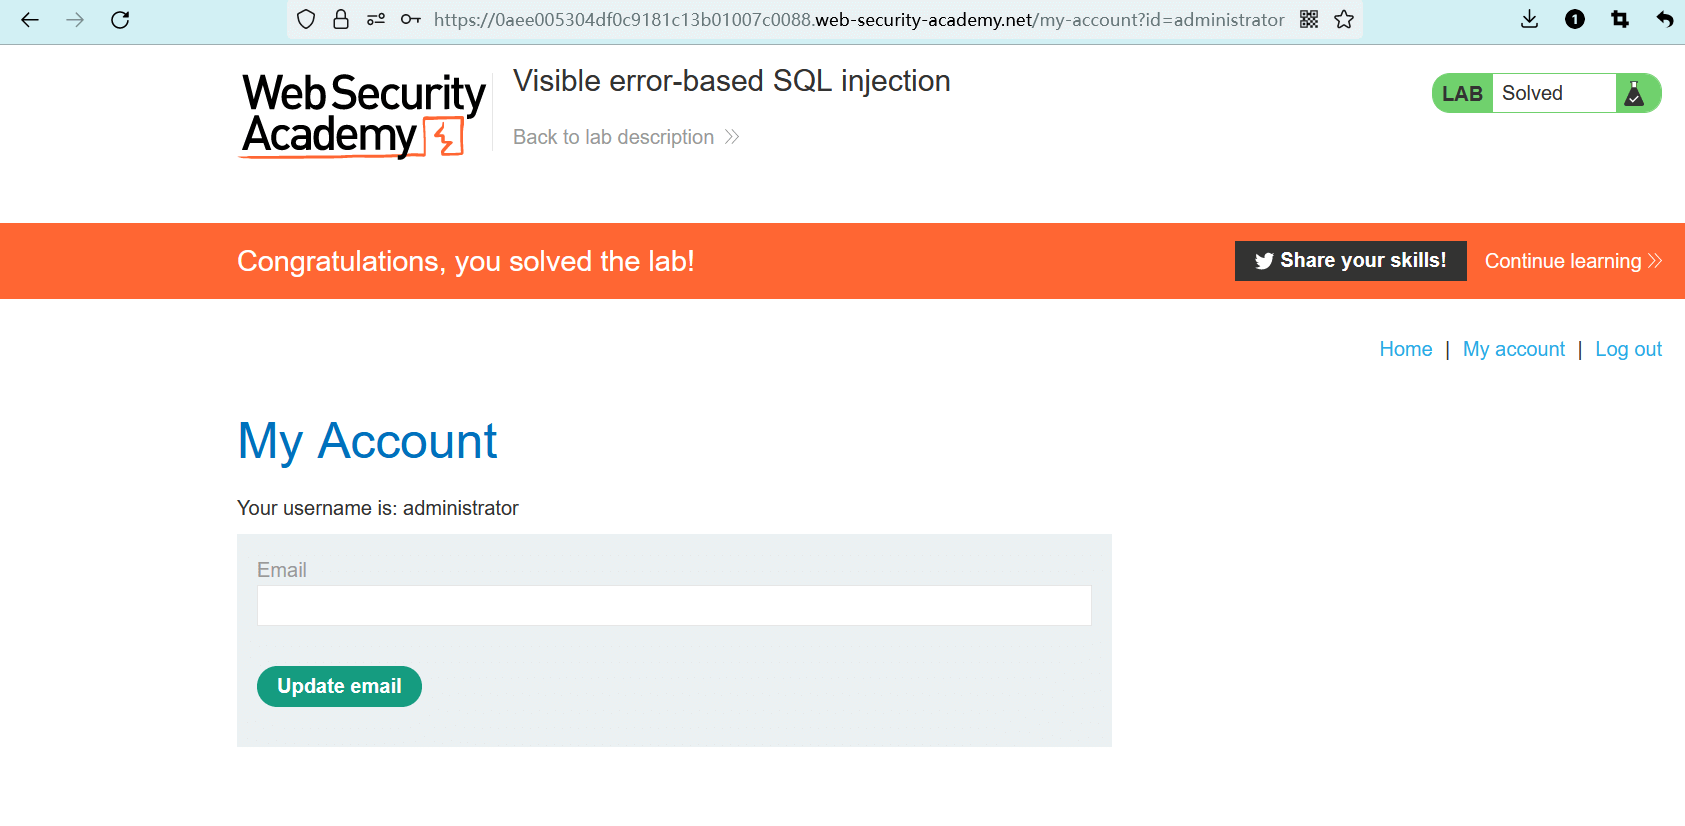 https://0aee005304df0c9181c13b01007c0088.web-security-academy.net/my-account?id=administrator
1
Web Security
Academy
Visible error-based SQL injection
Back to lab description
LAB Solved
Congratulations, you solved the lab!
Share your skills!
Continue learning
Home | My account | Log out
My Account
Your username is: administrator
Email
Update email